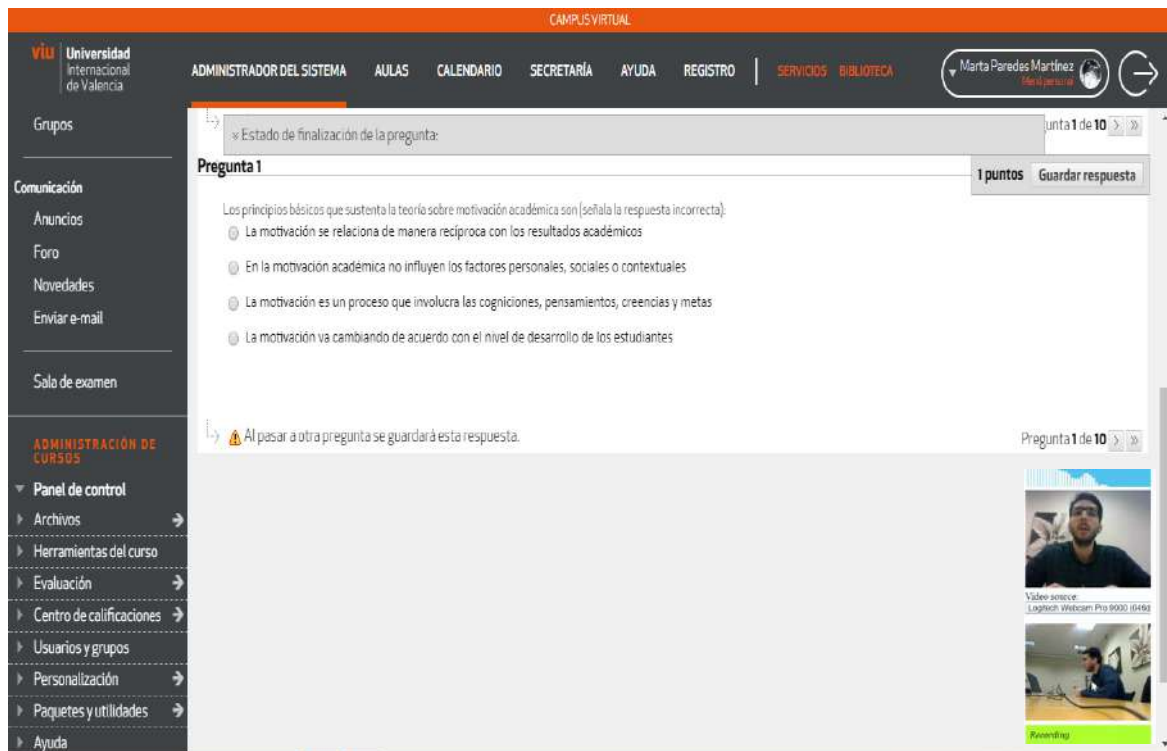 CAMPUS VIRTUAL
viu Universidad
Internacional
de Valencia
ADMINISTRADOR DEL SISTEMA AULAS CALENDARIO SECRETARÍA AYUDA REGISTRO SERVICIOS BIBLIOTECA
Marta Paredes Martínez
Menú personal
Grupos
Comunicación
Anuncios
Foro
Novedades
Enviar e-mail
Sala de examen
ADMINISTRACIÓN DE
CURSOS
Panel de control
Archivos
Herramientas del curso
Evaluación
Centro de calificaciones
Usuarios y grupos
Personalización
Paquetes y utilidades
Ayuda
Estado de finalización de la pregunta:
unta 1 de 10
Pregunta 1
1 puntos Guardar respuesta
Los principios básicos que sustenta la teoría sobre motivación académica son (señala la respuesta incorrecta):
La motivación se relaciona de manera recíproca con los resultados académicos
En la motivación académica no influyen los factores personales, sociales o contextuales
La motivación es un proceso que involucra las cogniciones, pensamientos, creencias y metas
La motivación va cambiando de acuerdo con el nivel de desarrollo de los estudiantes
Al pasar a otra pregunta se guardará esta respuesta.
Pregunta 1 de 10
Video source:
Logitech Webcam Pro 9000
Recording